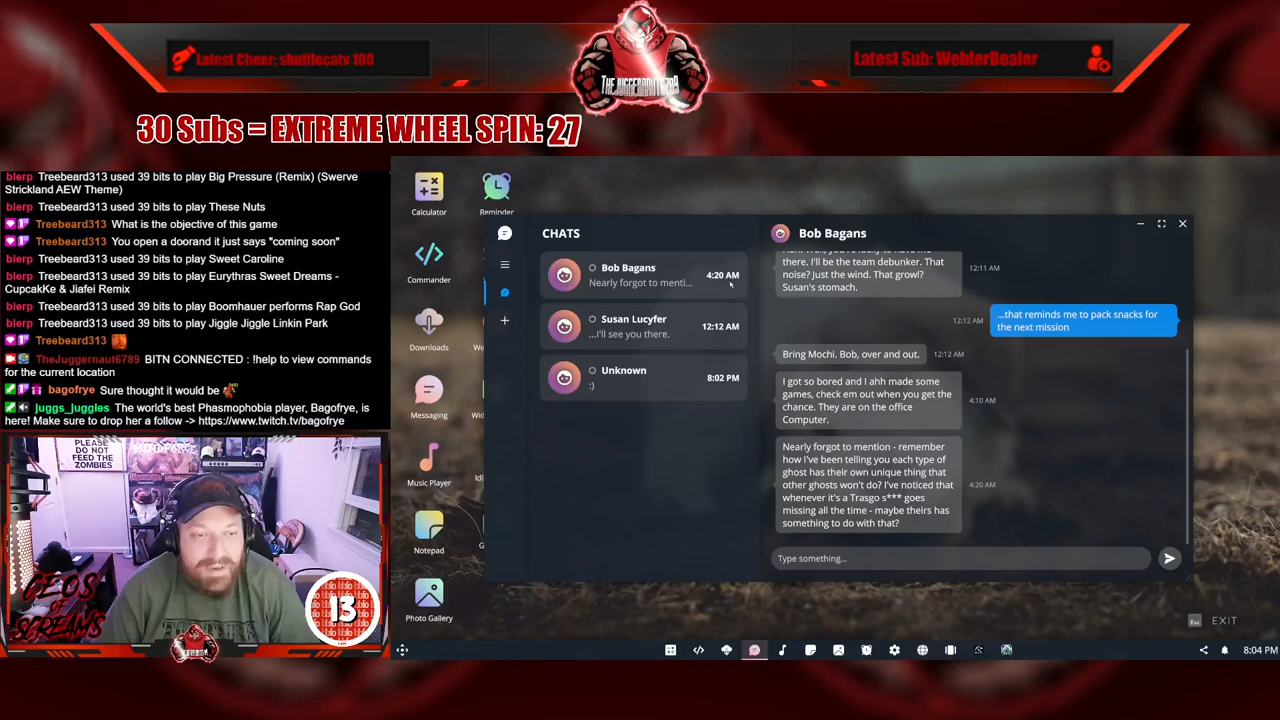 Latest Cheer: shufflecatv 100
THEJUGGERNAUT6789
Latest Sub: WeblerDealer
30 Subs = EXTREME WHEEL SPIN: 27
blerp Treebeard313 used 39 bits to play Big Pressure (Remix) (Swerve
Strickland AEW Theme)
blerp Treebeard313 used 39 bits to play These Nuts
Treebeard313 What is the objective of this game
Treebeard313 You open a doorand it just says "coming soon"
blerp Treebeard313 used 39 bits to play Sweet Caroline
blerp Treebeard313 used 39 bits to play Eurythras Sweet Dreams -
CupcakKe & Jiafei Remix
blerp Treebeard313 used 39 bits to play Boomhauer performs Rap God
blerp Treebeard313 used 39 bits to play Jiggle Jiggle Linkin Park
Treebeard313
TheJuggernaut6789 BITN CONNECTED : !help to view commands
for the current location
bagofrye Sure thought it would be
juggs_juggles The world's best Phasmophobia player, Bagofrye, is
here! Make sure to drop her a follow -> https://www.twitch.tv/bagofrye
PLEASE
DO NOT
FEED THE
ZOMBIES
GEOS
OF
SCREAMS
13
Calculator
Reminder
Commander
Downloads
Messaging
Music Player
Notepad
Photo Gallery
CHATS
Bob Bagans
Nearly forgot to menti...
4:20 AM
Susan Lucyfer
...I'll see you there.
12:12 AM
Unknown
:)
8:02 PM
Bob Bagans
there. I'll be the team debunker. That
noise? Just the wind. That growl?
Susan's stomach.
12:11 AM
12:12 AM
...that reminds me to pack snacks for
the next mission
Bring Mochi. Bob, over and out.
12:12 AM
I got so bored and I ahh made some
games, check em out when you get the
chance. They are on the office
Computer.
4:10 AM
Nearly forgot to mention - remember
how I've been telling you each type of
ghost has their own unique thing that
other ghosts won't do? I've noticed that
whenever it's a Trasgo s*** goes
missing all the time - maybe theirs has
something to do with that?
4:20 AM
Type something...
Esc EXIT
8:04 PM